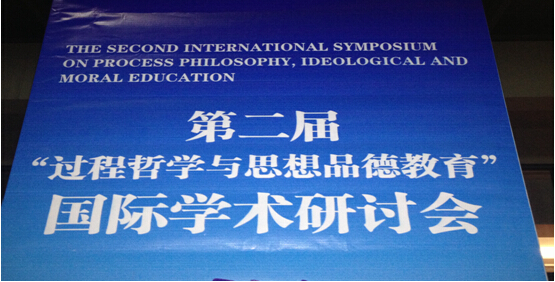 THE SECOND INTERNATIONAL SYMPOSIUM
ON PROCESS PHILOSOPHY, IDEOLOGICAL AND
MORAL EDUCATION
第二届
“过程哲学与思想品德教育”
国际学术研讨会